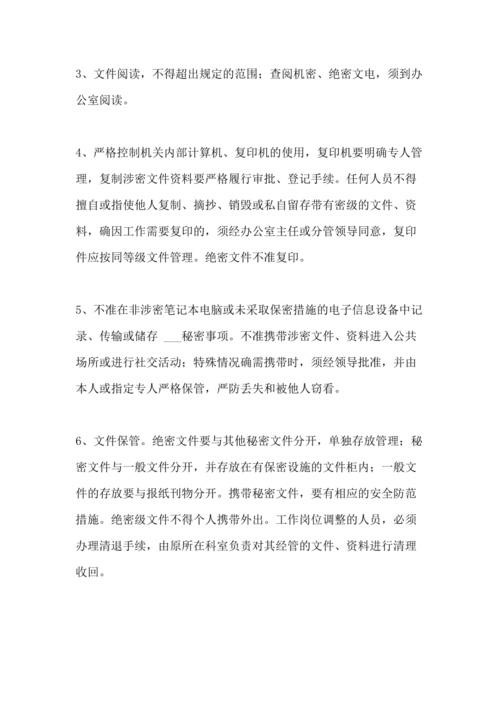 3、文件阅读，不得超出规定的范围；查阅机密、绝密文电，须到办
公室阅读。
4、严格控制机关内部计算机、复印机的使用，复印机要明确专人管
理，复制涉密文件资料要严格履行审批、登记手续。任何人员不得
擅自或指使他人复制、摘抄、销毁或私自留存带有密级的文件、资
料，确因工作需要复印的，须经办公室主任或分管领导同意，复印
件应按同等级文件管理。绝密文件不准复印。
5、不准在非涉密笔记本电脑或未采取保密措施的电子信息设备中记
录、传输或储存 ___秘密事项。不准携带涉密文件、资料进入公共
场所或进行社交活动；特殊情况确需携带时，须经领导批准，并由
本人或指定专人严格保管，严防丢失和被他人窃看。
6、文件保管。绝密文件要与其他秘密文件分开，单独存放管理；秘
密文件与一般文件分开，并存放在有保密设施的文件柜内；一般文
件的存放要与报纸刊物分开。携带秘密文件，要有相应的安全防范
措施。绝密级文件不得个人携带外出。工作岗位调整的人员，必须
办理清退手续，由原所在科室负责对其经管的文件、资料进行清理
收回。